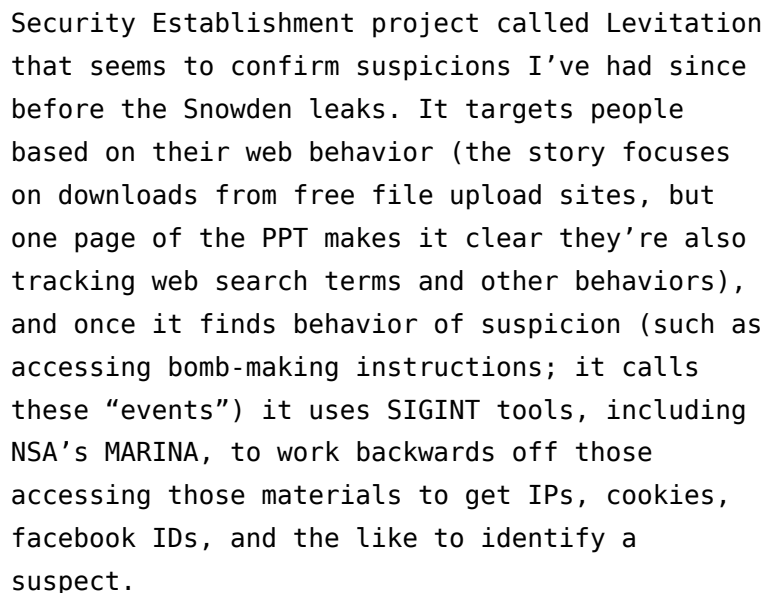 Security Establishment project called Levitation
that seems to confirm suspicions I’ve had since
before the Snowden leaks. It targets people
based on their web behavior (the story focuses
on downloads from free file upload sites, but
one page of the PPT makes it clear they’re also
tracking web search terms and other behaviors),
and once it finds behavior of suspicion (such as
accessing bomb-making instructions; it calls
these “events”) it uses SIGINT tools, including
NSA’s MARINA, to work backwards off those
accessing those materials to get IPs, cookies,
facebook IDs, and the like to identify a
suspect.